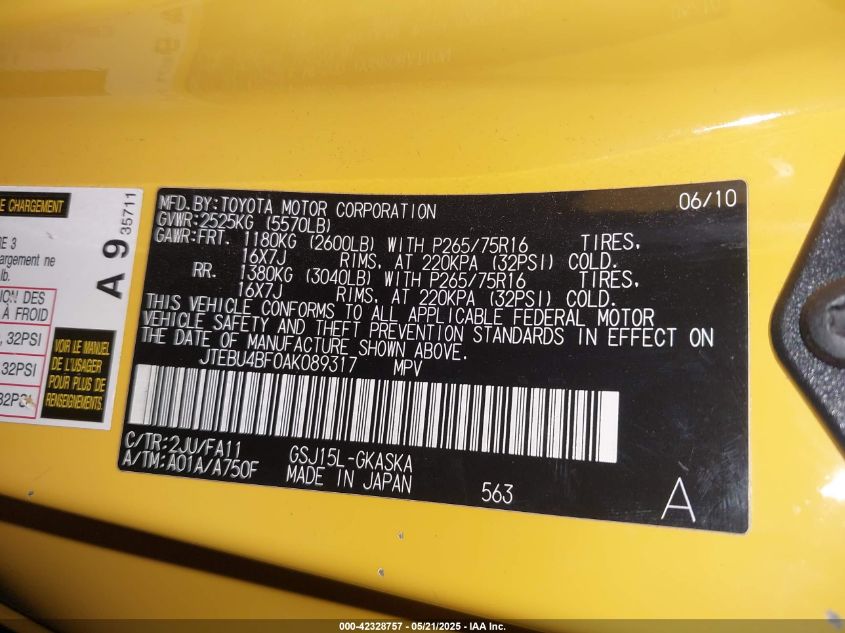 06/10
MFD. BY: TOYOTA MOTOR CORPORATION 06/10
GVWR: 2525KG (5570LB)
GAWR: FRT. 1180KG (2600LB) WITH P265/75R16 TIRES,
16X7J RIMS, AT 220KPA (32PSI) COLD.
RR. 1380KG (3040LB) WITH P265/75R16 TIRES,
16X7J RIMS, AT 220KPA (32PSI) COLD.
THIS VEHICLE CONFORMS TO ALL APPLICABLE FEDERAL MOTOR
VEHICLE SAFETY AND THEFT PREVENTION STANDARDS IN EFFECT ON
THE DATE OF MANUFACTURE SHOWN ABOVE.
JTEBU4BF0AK089317 MPV
C/TR: 2JU/FA11 GSJ15L-GKASKA
A/TM: A01A/A750F MADE IN JAPAN 563 A
E CHARGEMENT
A 9 35711
RE 3
hargement ne
lb.
ION DES
À FROID
, 32PSI
32PSI
VOIR LE MANUEL
DE L'USAGER
POUR PLUS DE
RENSEIGNEMENTS
000-42328757 - 05/21/2025 - IAA Inc.